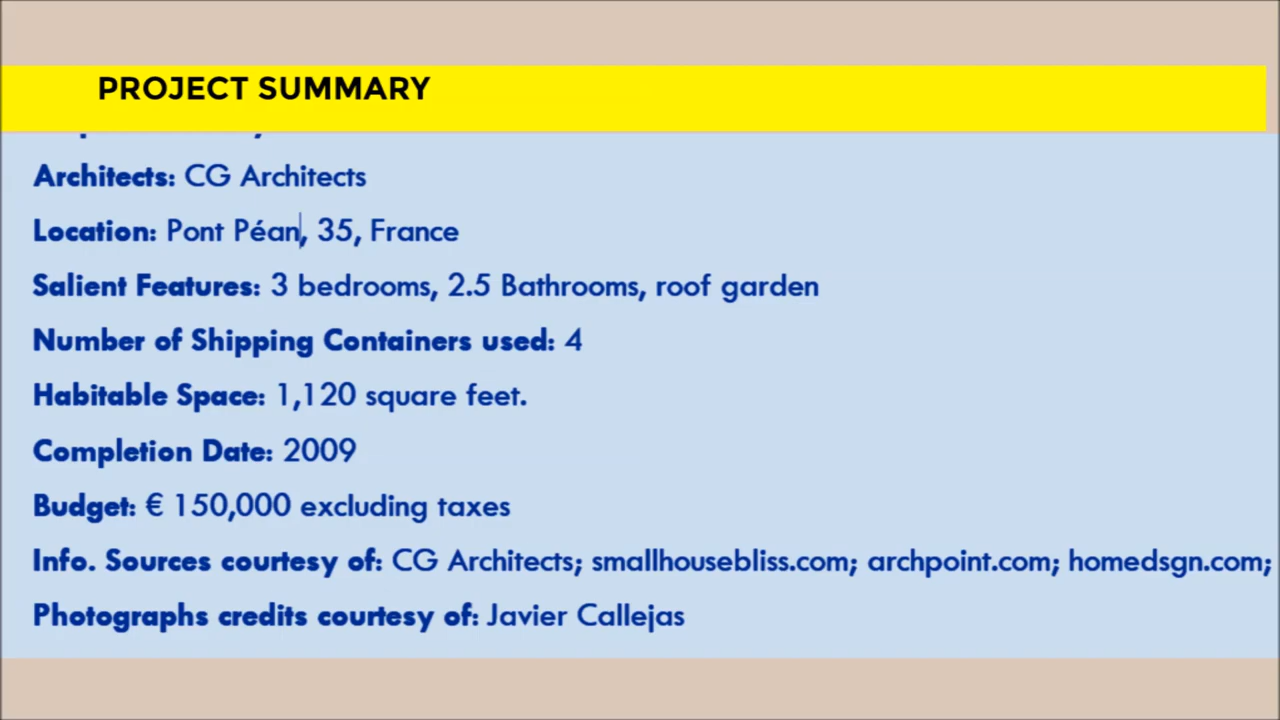 PROJECT SUMMARY
Architects: CG Architects
Location: Pont Péan, 35, France
Salient Features: 3 bedrooms, 2.5 Bathrooms, roof garden
Number of Shipping Containers used: 4
Habitable Space: 1,120 square feet.
Completion Date: 2009
Budget: € 150,000 excluding taxes
Info. Sources courtesy of: CG Architects; smallhousebliss.com; archpoint.com; homedsgn.com;
Photographs credits courtesy of: Javier Callejas